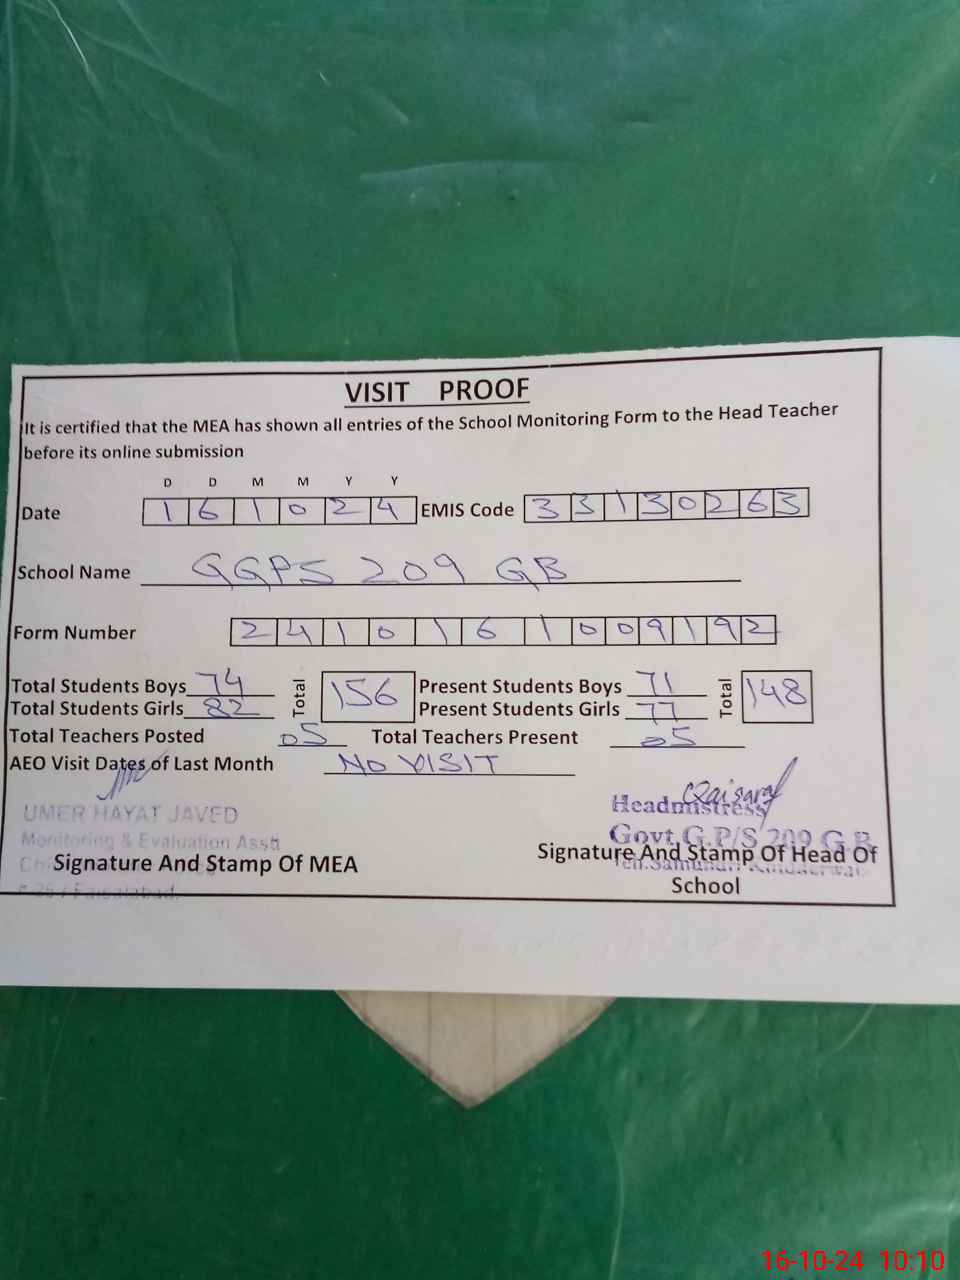 VISIT PROOF
It is certified that the MEA has shown all entries of the School Monitoring Form to the Head Teacher
before its online submission
D D M M Y Y
Date 1 6 1 0 2 4 EMIS Code 3 3 1 3 0 2 6 3
School Name GGPS 209 GB
Form Number 2 4 1 0 1 6 1 0 0 9 1 9 2
Total Students Boys 74 Total 156 Present Students Boys 71 Total 148
Total Students Girls 82 Present Students Girls 77
Total Teachers Posted 05 Total Teachers Present 05
AEO Visit Dates of Last Month NO VISIT
UMER HAYAT JAVED
Monitoring & Evaluation Asstt
Signature And Stamp Of MEA
Faisalabad.
Qaisara
Headmistress
Govt.G.P/S 209 G.B
Signature And Stamp Of Head Of
School
16-10-24 10:10